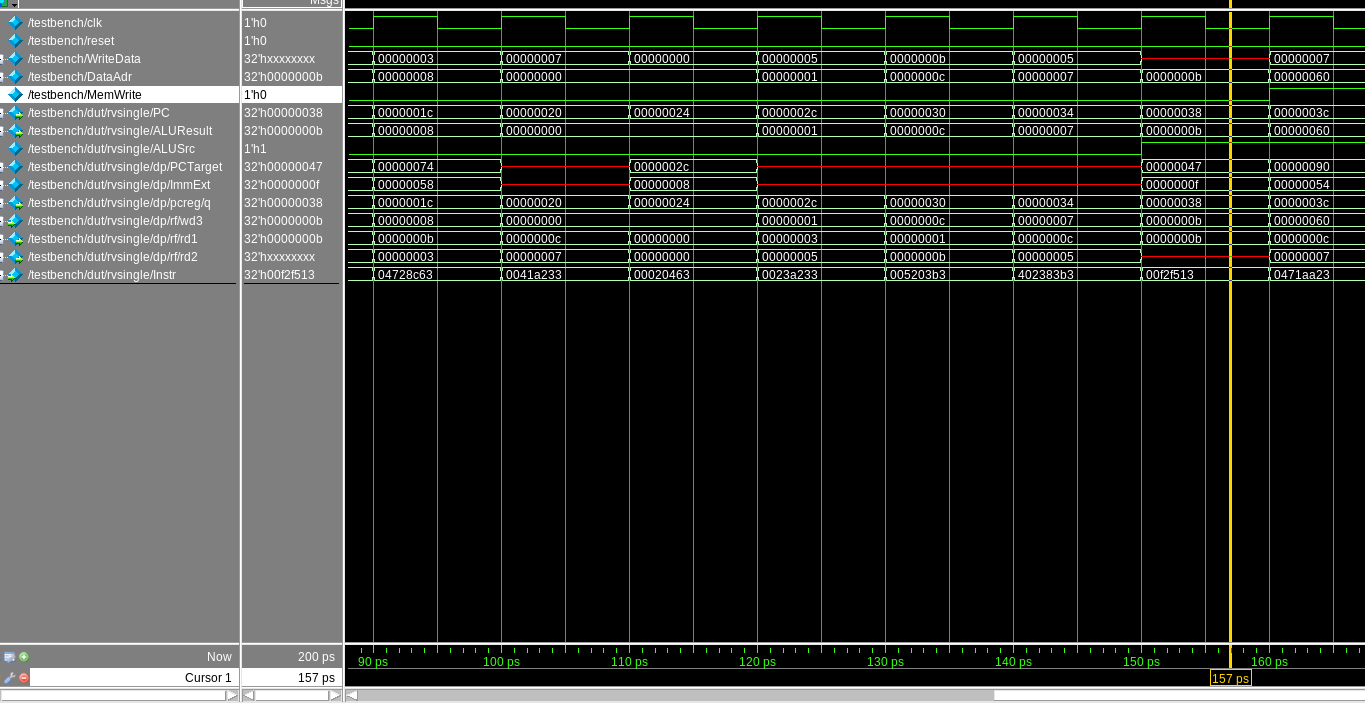 Msgs
/testbench/clk 1'h0
/testbench/reset 1'h0
/testbench/WriteData 32'hxxxxxxxx 00000003 00000007 00000000 00000005 0000000b 00000005 00000007
/testbench/DataAdr 32'h0000000b 00000008 00000000 00000001 0000000c 00000007 0000000b 00000060
/testbench/MemWrite 1'h0
/testbench/dut/rvsingle/PC 32'h00000038 0000001c 00000020 00000024 0000002c 00000030 00000034 00000038 0000003c
/testbench/dut/rvsingle/ALUResult 32'h0000000b 00000008 00000000 00000001 0000000c 00000007 0000000b 00000060
/testbench/dut/rvsingle/ALUSrc 1'h1
/testbench/dut/rvsingle/dp/PCTarget 32'h00000047 00000074 0000002c 00000047 00000090
/testbench/dut/rvsingle/dp/ImmExt 32'h0000000f 00000058 00000008 0000000f 00000054
/testbench/dut/rvsingle/dp/pcreg/q 32'h00000038 0000001c 00000020 00000024 0000002c 00000030 00000034 00000038 0000003c
/testbench/dut/rvsingle/dp/rf/wd3 32'h0000000b 00000008 00000000 00000001 0000000c 00000007 0000000b 00000060
/testbench/dut/rvsingle/dp/rf/rd1 32'h0000000b 0000000b 0000000c 00000000 00000003 00000001 0000000c 0000000b 0000000c
/testbench/dut/rvsingle/dp/rf/rd2 32'hxxxxxxxx 00000003 00000007 00000000 00000005 0000000b 00000005 00000007
/testbench/dut/rvsingle/Instr 32'h00f2f513 04728c63 0041a233 00020463 0023a233 005203b3 402383b3 00f2f513 0471aa23
Now 200 ps 90 ps 100 ps 110 ps 120 ps 130 ps 140 ps 150 ps 160 ps
Cursor 1 157 ps 157 ps